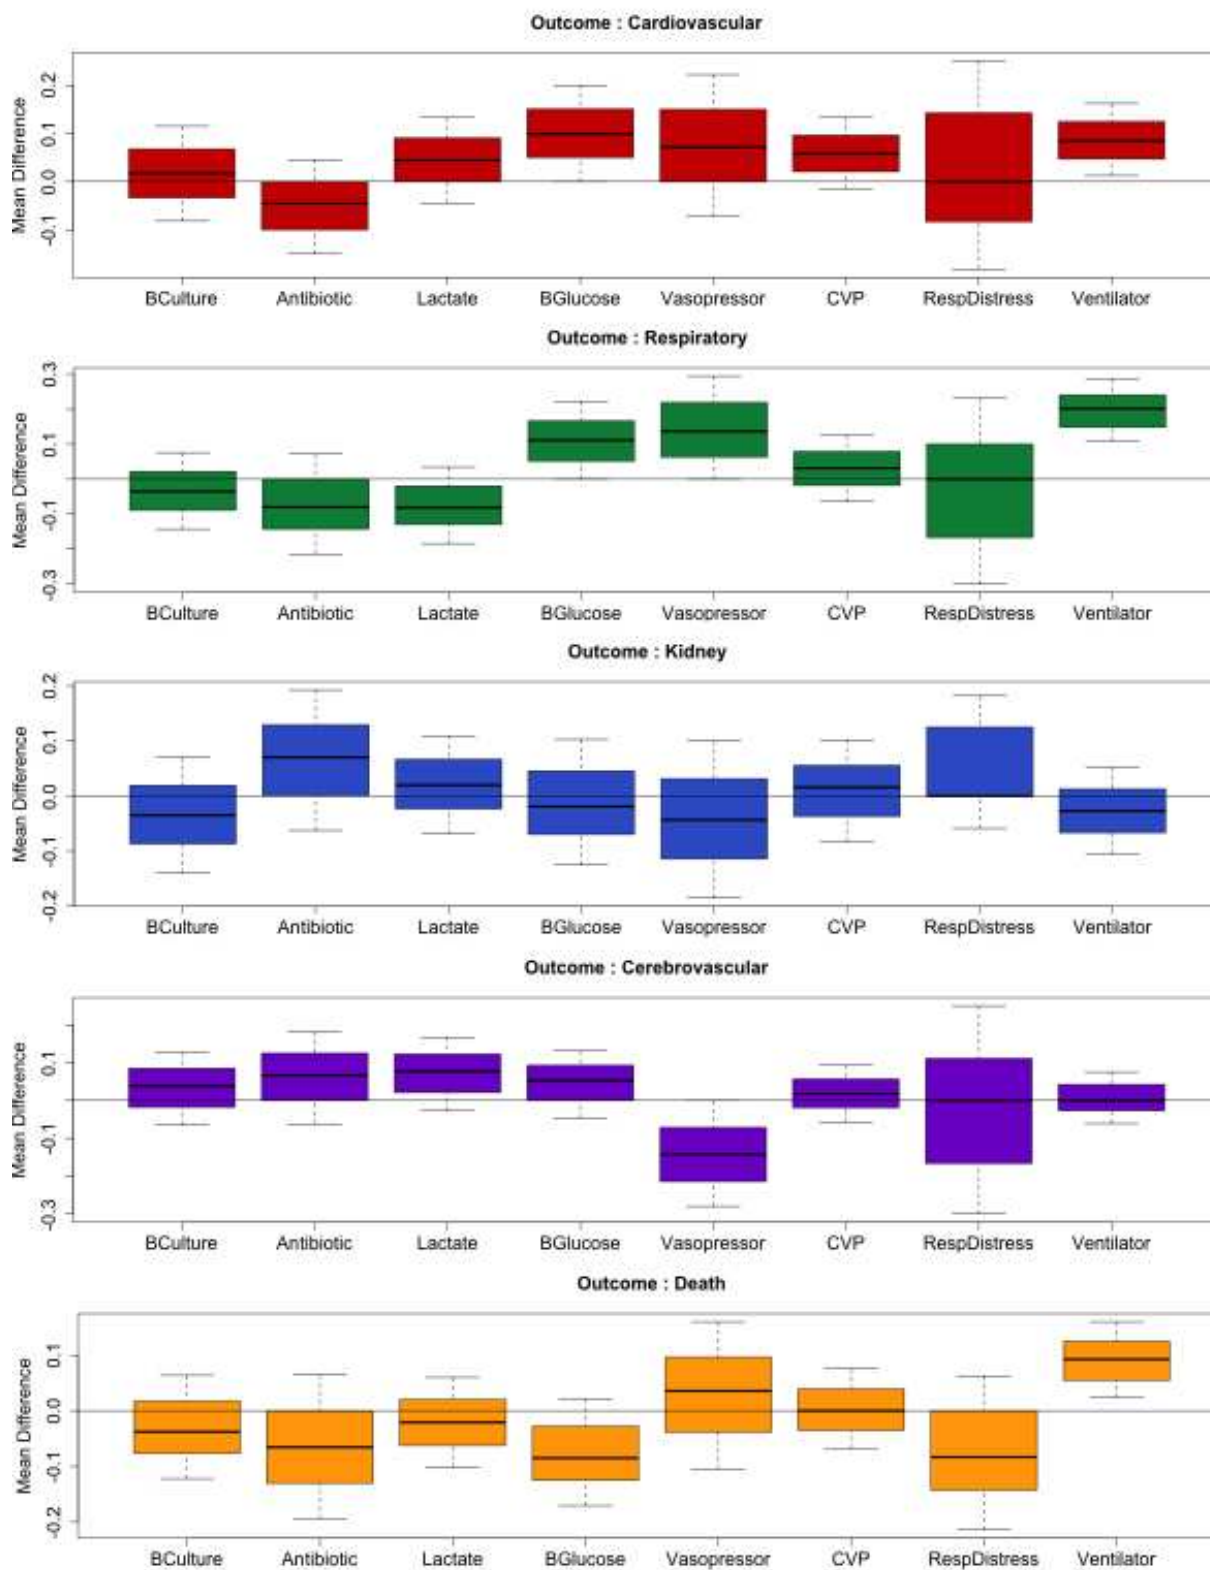 Outcome : Cardiovascular
Mean Difference
0.2
0.1
0.0
-0.1
BCulture Antibiotic Lactate BGlucose Vasopressor CVP RespDistress Ventilator
Outcome : Respiratory
Mean Difference
0.3
0.1
-0.1
-0.3
BCulture Antibiotic Lactate BGlucose Vasopressor CVP RespDistress Ventilator
Outcome : Kidney
Mean Difference
0.2
0.1
0.0
-0.1
-0.2
BCulture Antibiotic Lactate BGlucose Vasopressor CVP RespDistress Ventilator
Outcome : Cerebrovascular
Mean Difference
0.1
-0.1
-0.3
BCulture Antibiotic Lactate BGlucose Vasopressor CVP RespDistress Ventilator
Outcome : Death
Mean Difference
0.1
0.0
-0.1
-0.2
BCulture Antibiotic Lactate BGlucose Vasopressor CVP RespDistress Ventilator